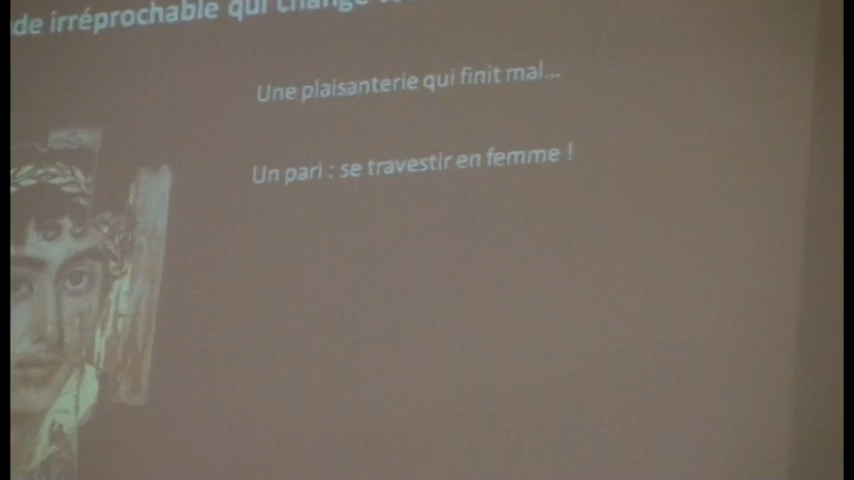 de irréprochable qui change
Une plaisanterie qui finit mal...
Un pari : se travestir en femme !